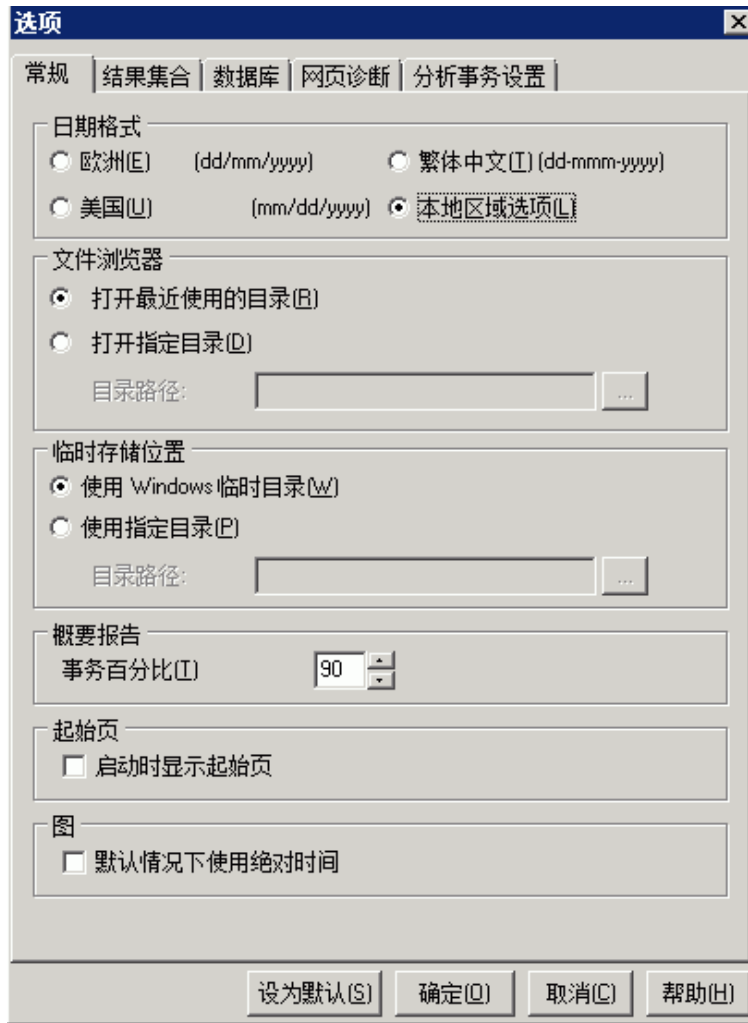 选项
常规 结果集合 数据库 网页诊断 分析事务设置
日期格式
欧洲(E) (dd/mm/yyyy) 繁体中文(T) (dd-mmm-yyyy)
美国(U) (mm/dd/yyyy) 本地区域选项(L)
文件浏览器
打开最近使用的目录(R)
打开指定目录(D)
目录路径: ...
临时存储位置
使用 Windows 临时目录(W)
使用指定目录(P)
目录路径: ...
概要报告
事务百分比(T) 90
起始页
启动时显示起始页
图
默认情况下使用绝对时间
设为默认(S) 确定(O) 取消(C) 帮助(H)